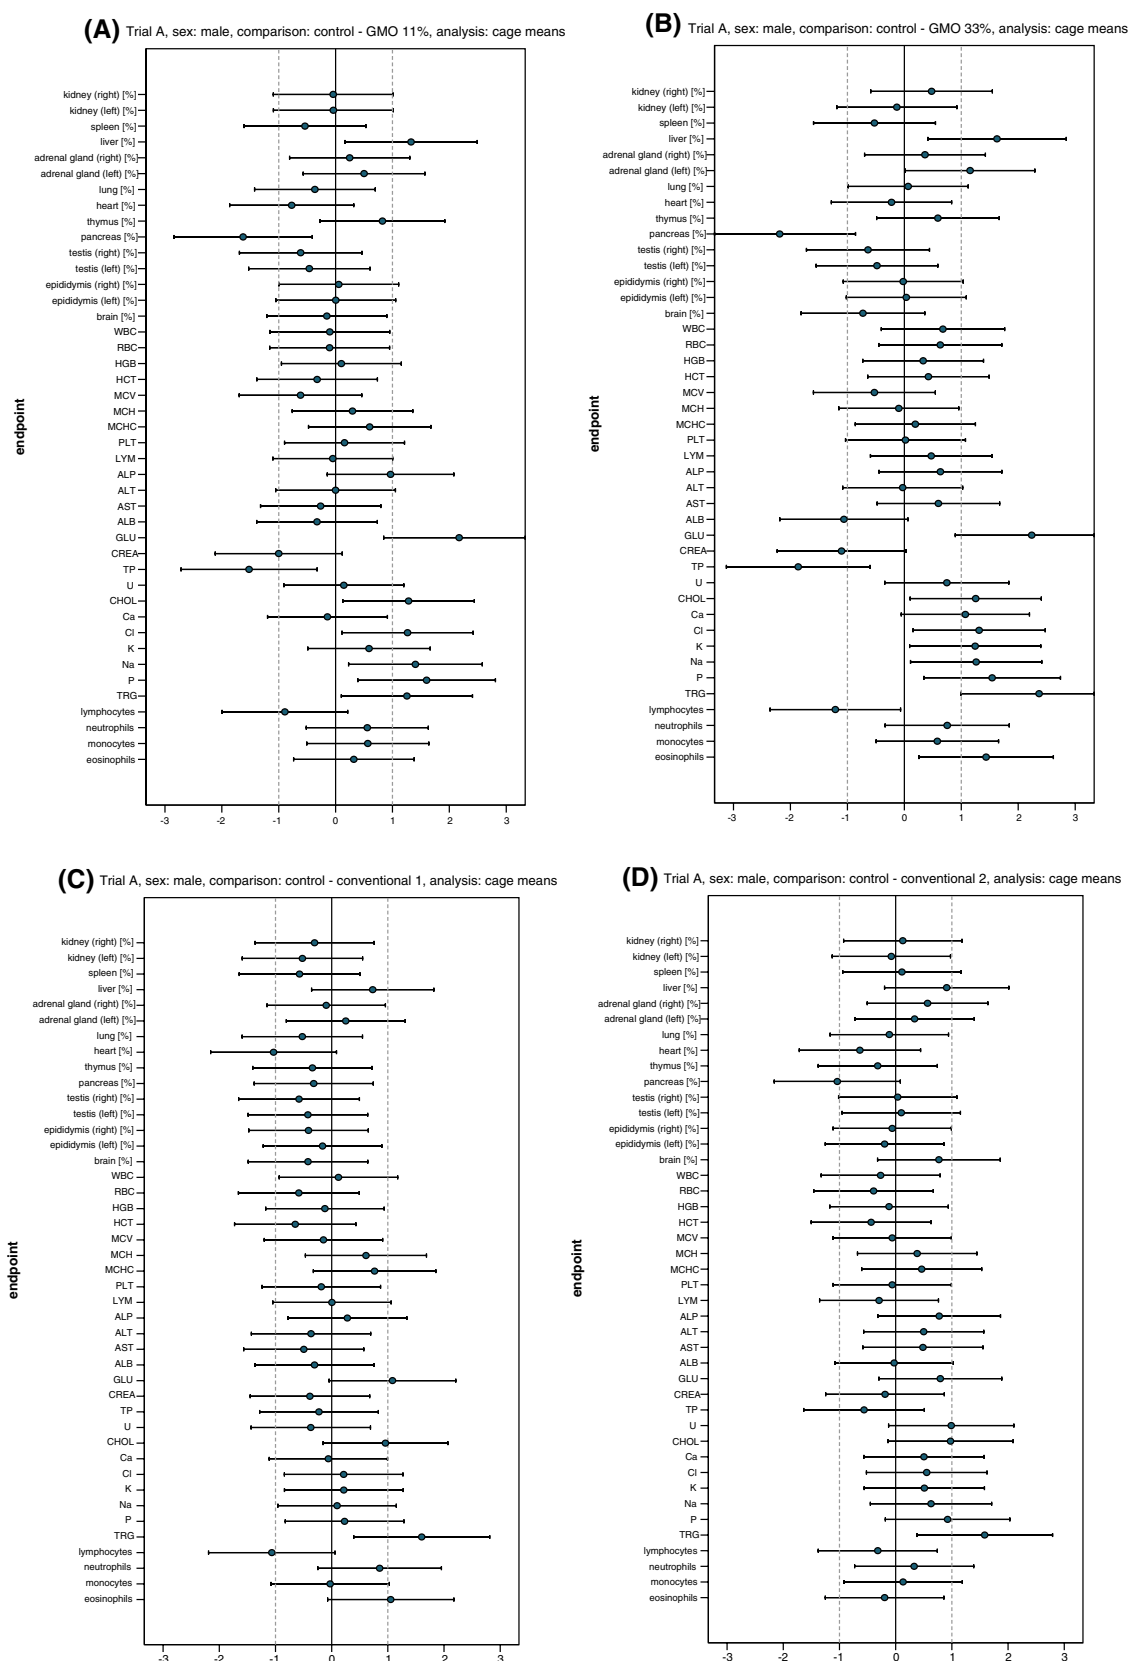 (A) Trial A, sex: male, comparison: control - GMO 11%, analysis: cage means
kidney (right) [%]
kidney (left) [%]
spleen [%]
liver [%]
adrenal gland (right) [%]
adrenal gland (left) [%]
lung [%]
heart [%]
thymus [%]
pancreas [%]
testis (right) [%]
testis (left) [%]
epididymis (right) [%]
epididymis (left) [%]
brain [%]
WBC
RBC
HGB
HCT
MCV
MCH
MCHC
PLT
LYM
ALP
ALT
AST
ALB
GLU
CREA
TP
U
CHOL
Ca
Cl
K
Na
P
TRG
lymphocytes
neutrophils
monocytes
eosinophils
endpoint
-3 -2 -1 0 1 2 3
(B) Trial A, sex: male, comparison: control - GMO 33%, analysis: cage means
kidney (right) [%]
kidney (left) [%]
spleen [%]
liver [%]
adrenal gland (right) [%]
adrenal gland (left) [%]
lung [%]
heart [%]
thymus [%]
pancreas [%]
testis (right) [%]
testis (left) [%]
epididymis (right) [%]
epididymis (left) [%]
brain [%]
WBC
RBC
HGB
HCT
MCV
MCH
MCHC
PLT
LYM
ALP
ALT
AST
ALB
GLU
CREA
TP
U
CHOL
Ca
Cl
K
Na
P
TRG
lymphocytes
neutrophils
monocytes
eosinophils
endpoint
-3 -2 -1 0 1 2 3
(C) Trial A, sex: male, comparison: control - conventional 1, analysis: cage means
kidney (right) [%]
kidney (left) [%]
spleen [%]
liver [%]
adrenal gland (right) [%]
adrenal gland (left) [%]
lung [%]
heart [%]
thymus [%]
pancreas [%]
testis (right) [%]
testis (left) [%]
epididymis (right) [%]
epididymis (left) [%]
brain [%]
WBC
RBC
HGB
HCT
MCV
MCH
MCHC
PLT
LYM
ALP
ALT
AST
ALB
GLU
CREA
TP
U
CHOL
Ca
Cl
K
Na
P
TRG
lymphocytes
neutrophils
monocytes
eosinophils
endpoint
-3 -2 -1 0 1 2 3
(D) Trial A, sex: male, comparison: control - conventional 2, analysis: cage means
kidney (right) [%]
kidney (left) [%]
spleen [%]
liver [%]
adrenal gland (right) [%]
adrenal gland (left) [%]
lung [%]
heart [%]
thymus [%]
pancreas [%]
testis (right) [%]
testis (left) [%]
epididymis (right) [%]
epididymis (left) [%]
brain [%]
WBC
RBC
HGB
HCT
MCV
MCH
MCHC
PLT
LYM
ALP
ALT
AST
ALB
GLU
CREA
TP
U
CHOL
Ca
Cl
K
Na
P
TRG
lymphocytes
neutrophils
monocytes
eosinophils
endpoint
-3 -2 -1 0 1 2 3